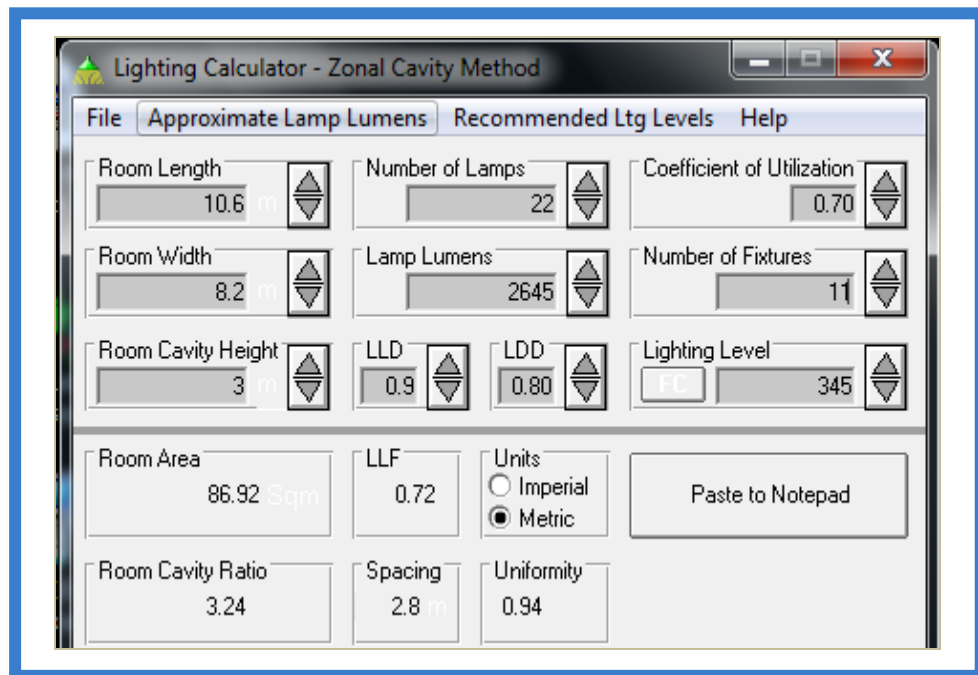 Lighting Calculator - Zonal Cavity Method
File Approximate Lamp Lumens Recommended Ltg Levels Help
Room Length Number of Lamps Coefficient of Utilization
10.6 m 22 0.70
Room Width Lamp Lumens Number of Fixtures
8.2 m 2645 11
Room Cavity Height LLD LDD Lighting Level
3 m 0.9 0.80 FC 345
Room Area LLF Units
86.92 Sqm 0.72 Imperial
Metric
Paste to Notepad
Room Cavity Ratio Spacing Uniformity
3.24 2.8 m 0.94